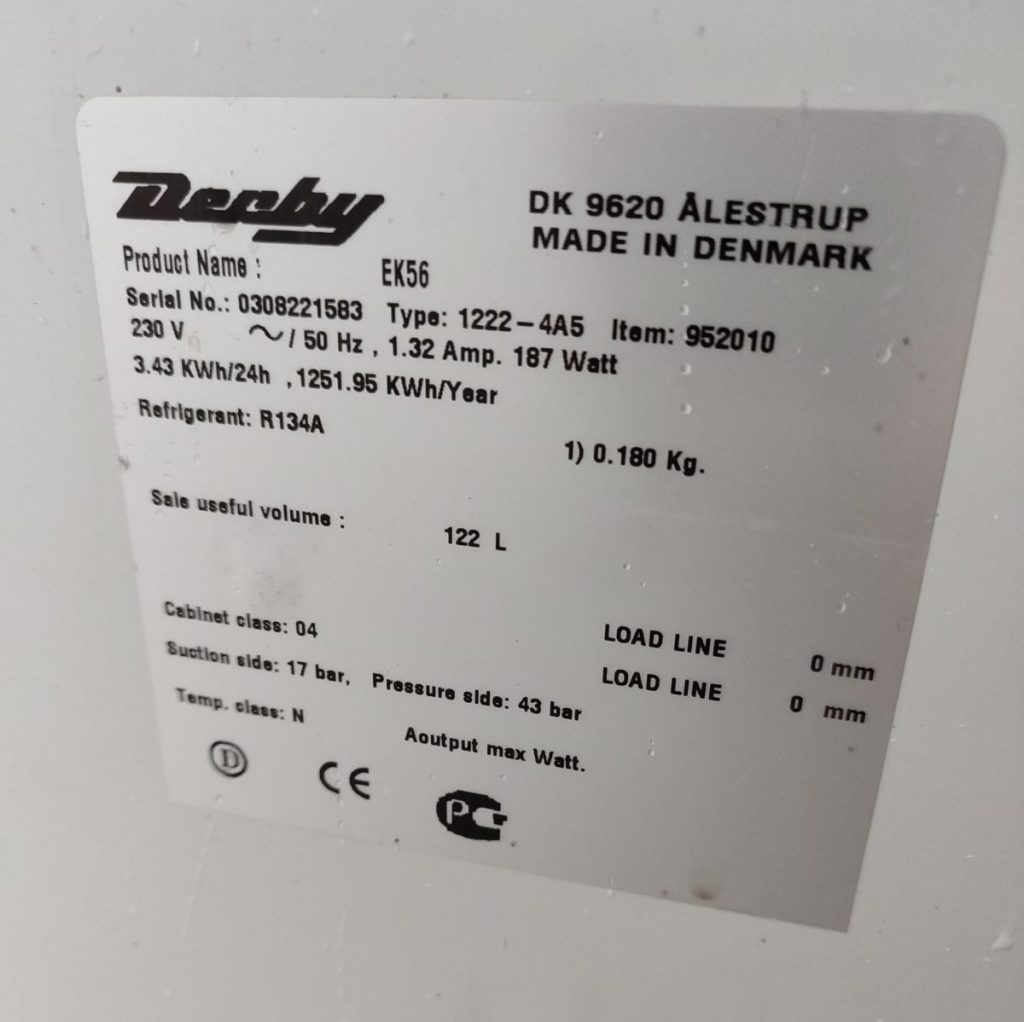 Derby
DK 9620 ÅLESTRUP
MADE IN DENMARK
Product Name : EK56
Serial No.: 0308221583 Type: 1222-4A5 Item: 952010
230 V ~/ 50 Hz , 1.32 Amp. 187 Watt
3.43 KWh/24h ,1251.95 KWh/Year
Refrigerant: R134A
1) 0.180 Kg.
Sale useful volume : 122 L
Cabinet class: 04
LOAD LINE 0 mm
Suction side: 17 bar, Pressure side: 43 bar
LOAD LINE 0 mm
Temp. class: N
Aoutput max Watt.
D
CE
PC